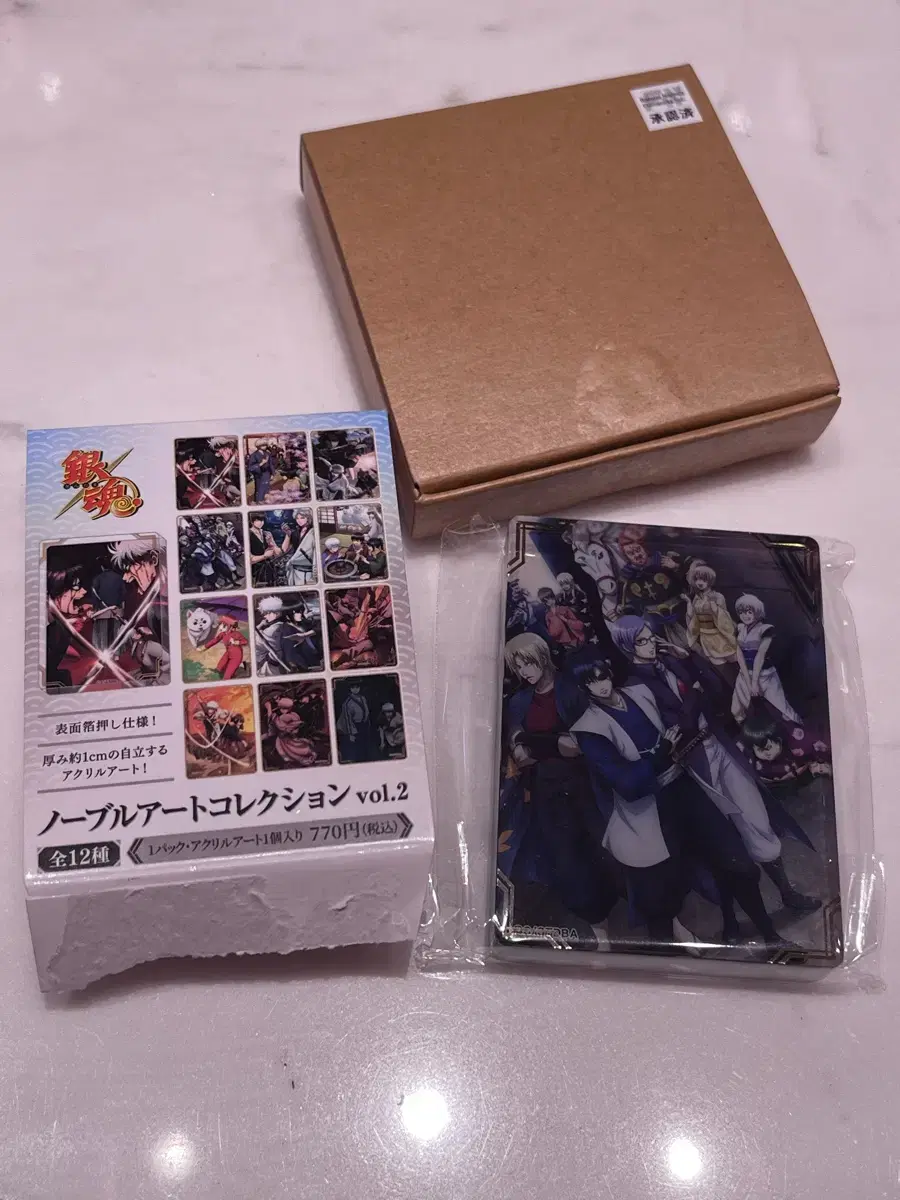 承認済
銀魂
表面箔押し仕様!
厚み約1cmの自立する
アクリルアート!
ノーブルアートコレクション vol.2
全12種
1パック・アクリルアート1個入り 770円(税込)